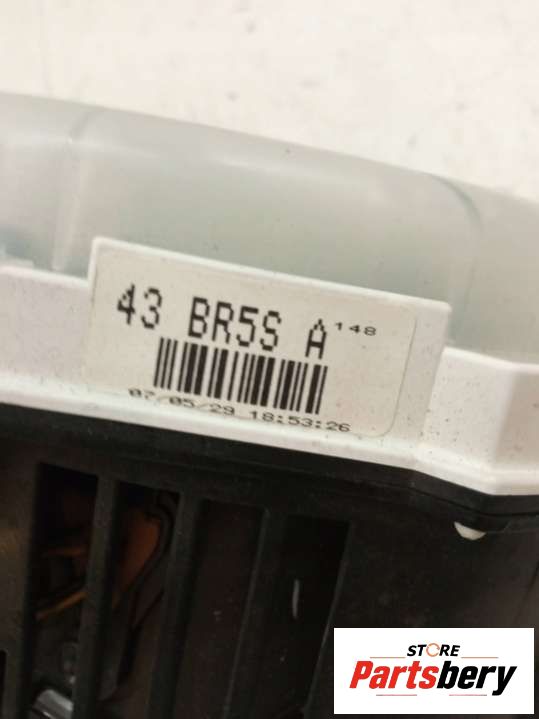 43 BR5S A 148
07/05/29 18:53:26
STORE
Partsbery